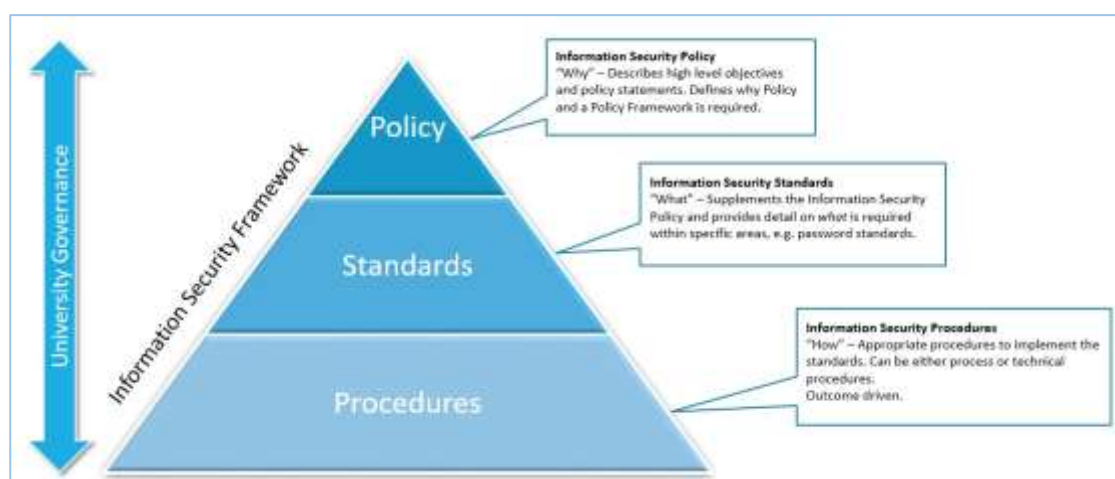 University Governance
Information Security Framework
Policy
Standards
Procedures
Information Security Policy
"Why" – Describes high level objectives
and policy statements. Defines why Policy
and a Policy Framework is required.
Information Security Standards
"What" – Supplements the Information Security
Policy and provides detail on what is required
within specific areas, e.g. password standards.
Information Security Procedures
"How" – Appropriate procedures to implement the
standards. Can be either process or technical
procedures.
Outcome driven.